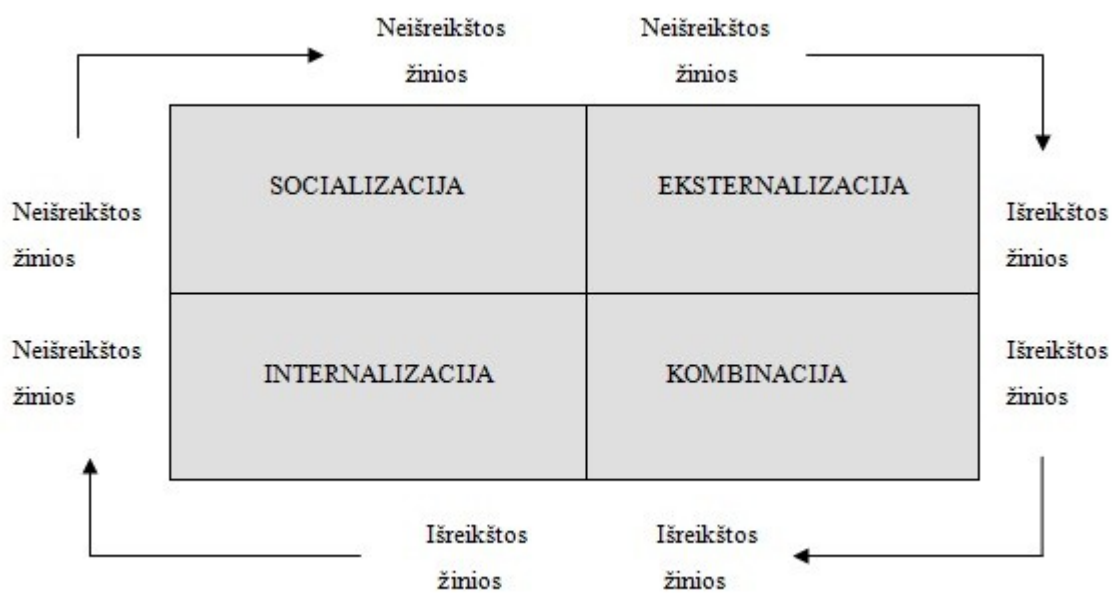 Neišreikštos Neišreikštos
žinios žinios
SOCIALIZACIJA EKSTERNALIZACIJA
Neišreikštos Išreikštos
žinios žinios
Neišreikštos Išreikštos
INTERNALIZACIJA KOMBINACIJA
žinios žinios
Išreikštos Išreikštos
žinios žinios